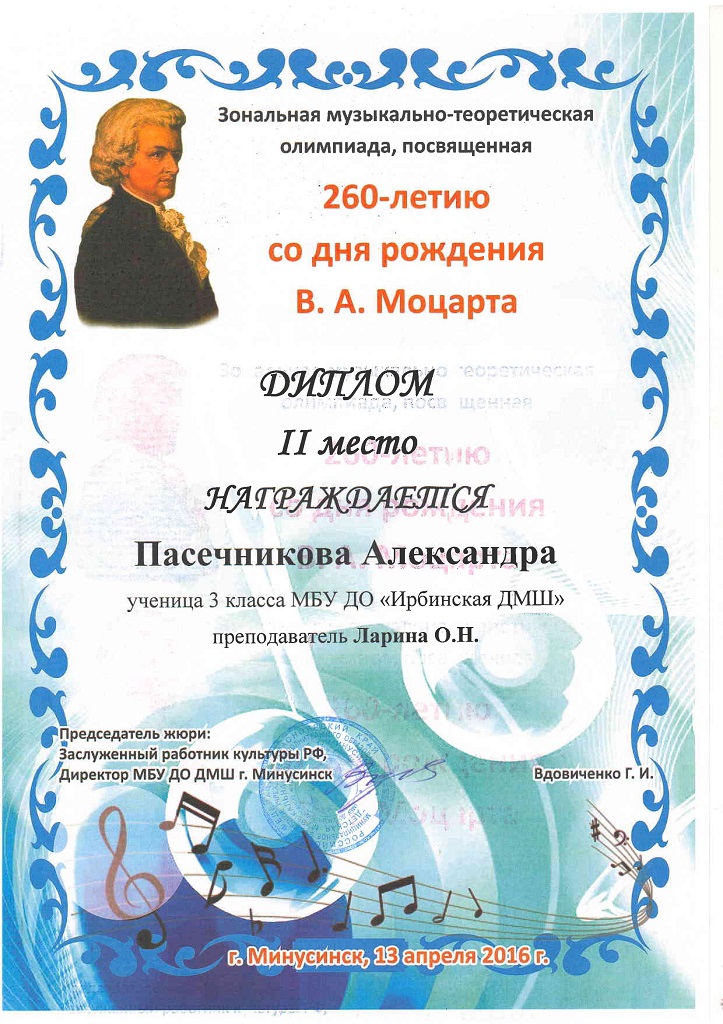 Зональная музыкально-теоретическая
олимпиада, посвященная
260-летию
со дня рождения
В. А. Моцарта
ДИПЛОМ
II место
НАГРАЖДАЕТСЯ
Пасечникова Александра
ученица 3 класса МБУ ДО «Ирбинская ДМШ»
преподаватель Ларина О.Н.
Председатель жюри:
Заслуженный работник культуры РФ,
Директор МБУ ДО ДМШ г. Минусинск
Вдовиченко Г. И.
г. Минусинск, 13 апреля 2016 г.